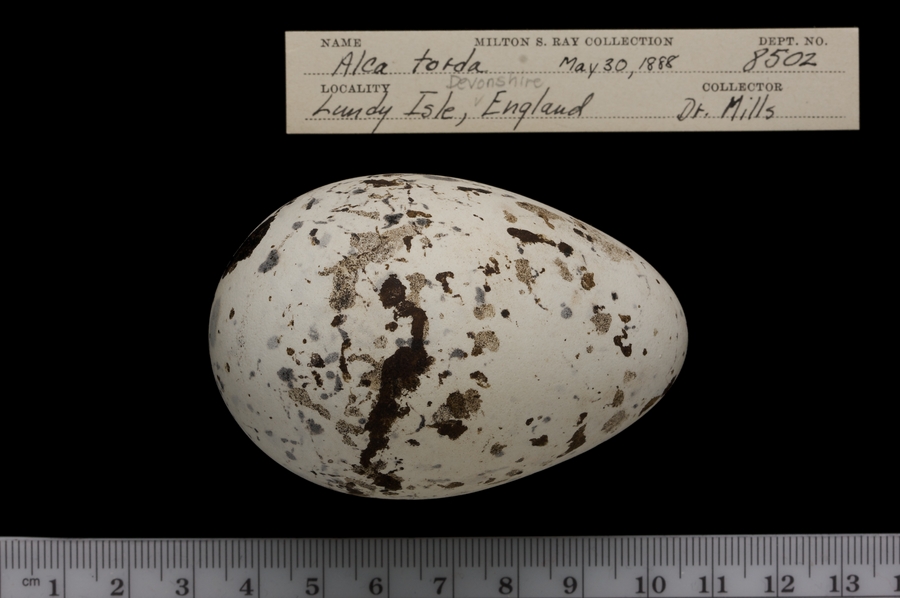 NAME MILTON S. RAY COLLECTION DEPT. NO.
Alca torda May 30, 1888 8502
Devonshire
LOCALITY COLLECTOR
Lundy Isle, England Dr. Mills
cm 1 2 3 4 5 6 7 8 9 10 11 12 13 1